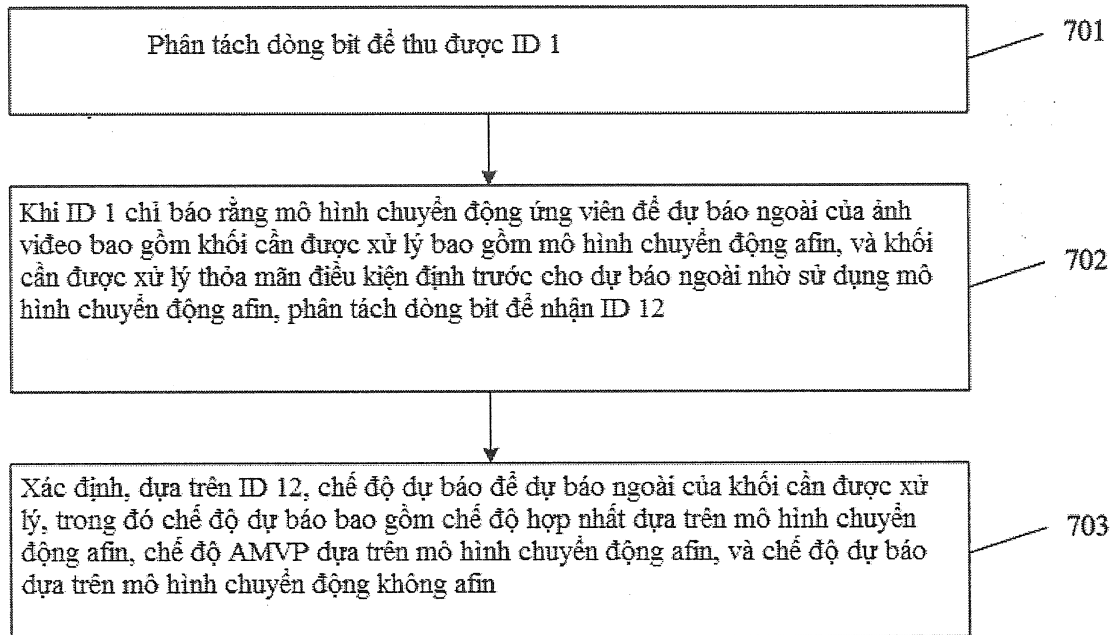 Phân tách dòng bit để thu được ID 1
701
Khi ID 1 chỉ báo rằng mô hình chuyển động ứng viên để dự báo ngoài của ảnh
video bao gồm khối cần được xử lý bao gồm mô hình chuyển động afin, và khối
cần được xử lý thỏa mãn điều kiện định trước cho dự báo ngoài nhờ sử dụng mô
hình chuyển động afin, phân tách dòng bit để nhận ID 12
702
Xác định, dựa trên ID 12, chế độ dự báo để dự báo ngoài của khối cần được xử
lý, trong đó chế độ dự báo bao gồm chế độ hợp nhất dựa trên mô hình chuyển
động afin, chế độ AMVP dựa trên mô hình chuyển động afin, và chế độ dự báo
dựa trên mô hình chuyển động không afin
703